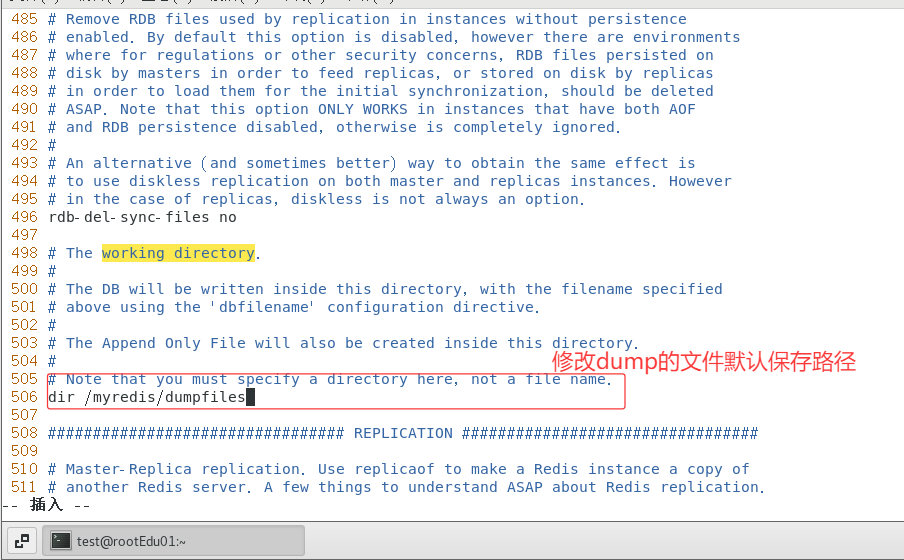 485 # Remove RDB files used by replication in instances without persistence
486 # enabled. By default this option is disabled, however there are environments
487 # where for regulations or other security concerns, RDB files persisted on
488 # disk by masters in order to feed replicas, or stored on disk by replicas
489 # in order to load them for the initial synchronization, should be deleted
490 # ASAP. Note that this option ONLY WORKS in instances that have both AOF
491 # and RDB persistence disabled, otherwise is completely ignored.
492 #
493 # An alternative (and sometimes better) way to obtain the same effect is
494 # to use diskless replication on both master and replicas instances. However
495 # in the case of replicas, diskless is not always an option.
496 rdb-del-sync-files no
497
498 # The working directory.
499 #
500 # The DB will be written inside this directory, with the filename specified
501 # above using the 'dbfilename' configuration directive.
502 #
503 # The Append Only File will also be created inside this directory.
504 #
修改dump的文件默认保存路径
505 # Note that you must specify a directory here, not a file name.
506 dir /myredis/dumpfiles
507
508 ################################# REPLICATION #################################
509
510 # Master-Replica replication. Use replicaof to make a Redis instance a copy of
511 # another Redis server. A few things to understand ASAP about Redis replication.
-- 插入 --
test@rootEdu01:~